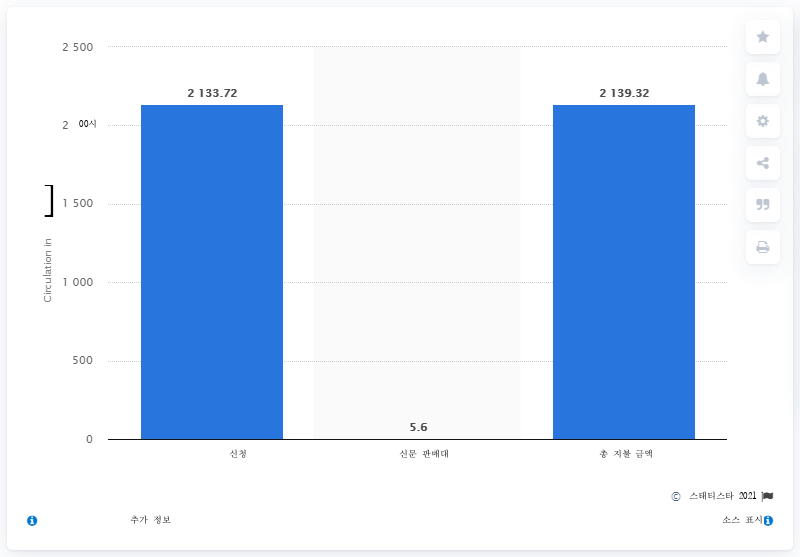 2 500
2 133.72
2 139.32
2 00시
]
1 500
Circulation in
1 000
500
5.6
0
신청
신문 판매대
총 지불 금액
© 스태티스타 2021
추가 정보
소스 표시